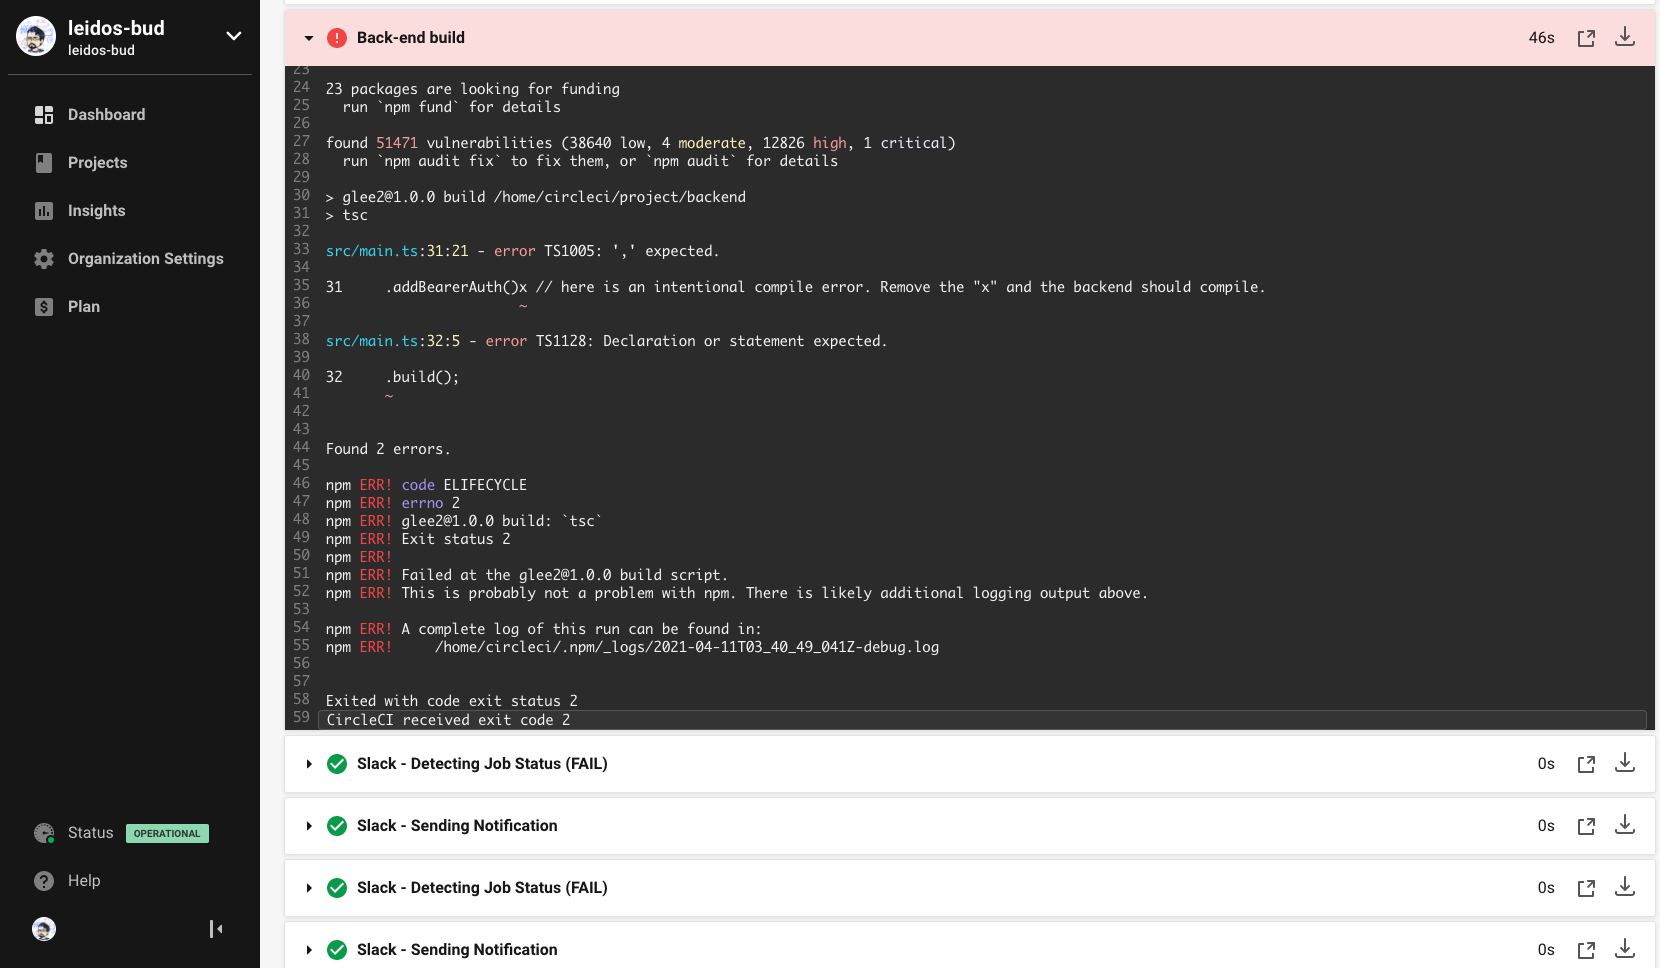 leidos-bud
leidos-bud
Dashboard
Projects
Insights
Organization Settings
Plan
Status OPERATIONAL
Help
Back-end build 46s
23
24 23 packages are looking for funding
25 run `npm fund` for details
26
27 found 51471 vulnerabilities (38640 low, 4 moderate, 12826 high, 1 critical)
28 run `npm audit fix` to fix them, or `npm audit` for details
29
30 > glee2@1.0.0 build /home/circleci/project/backend
31 > tsc
32
33 src/main.ts:31:21 - error TS1005: ',' expected.
34
35 31 .addBearerAuth()x // here is an intentional compile error. Remove the "x" and the backend should compile.
36 ~
37
38 src/main.ts:32:5 - error TS1128: Declaration or statement expected.
39
40 32 .build();
41 ~
42
43
44 Found 2 errors.
45
46 npm ERR! code ELIFECYCLE
47 npm ERR! errno 2
48 npm ERR! glee2@1.0.0 build: `tsc`
49 npm ERR! Exit status 2
50 npm ERR!
51 npm ERR! Failed at the glee2@1.0.0 build script.
52 npm ERR! This is probably not a problem with npm. There is likely additional logging output above.
53
54 npm ERR! A complete log of this run can be found in:
55 npm ERR! /home/circleci/.npm/_logs/2021-04-11T03_40_49_041Z-debug.log
56
57
58 Exited with code exit status 2
59 CircleCI received exit code 2
Slack - Detecting Job Status (FAIL) 0s
Slack - Sending Notification 0s
Slack - Detecting Job Status (FAIL) 0s
Slack - Sending Notification 0s